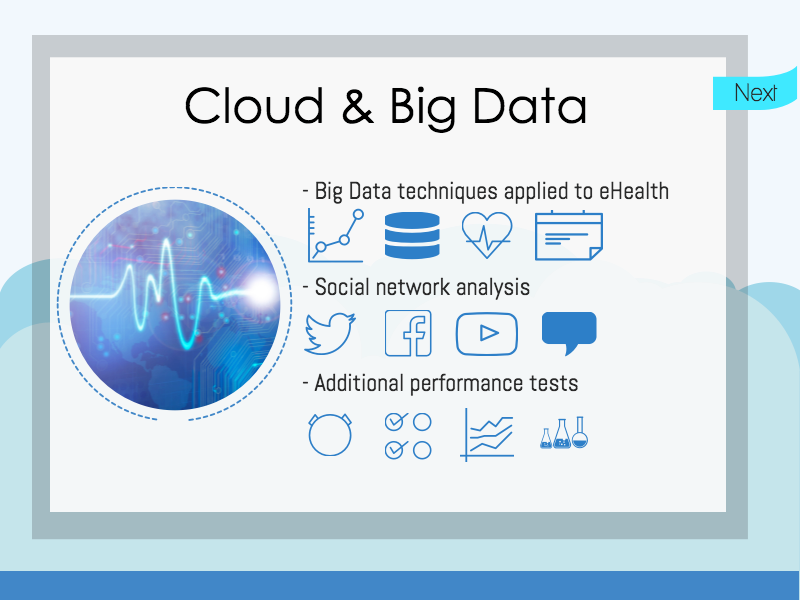 Cloud & Big Data
Next
- Big Data techniques applied to eHealth
- Social network analysis
- Additional performance tests